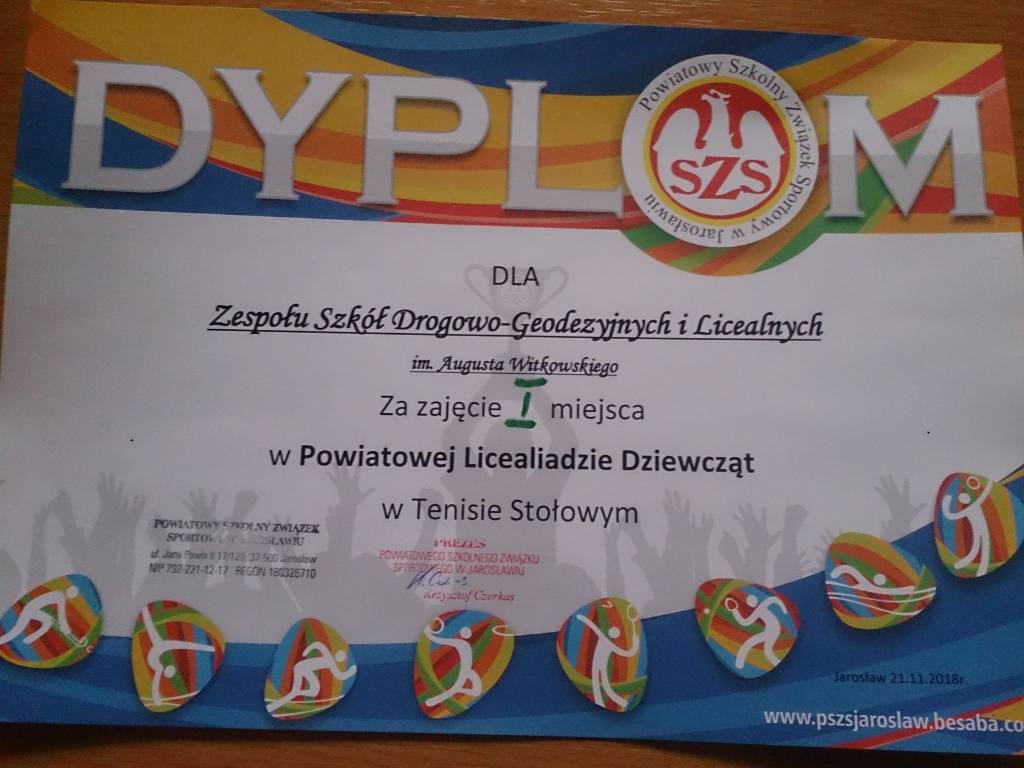 DYPLOM
Powiatowy Szkolny Związek Sportowy w Jarosławiu
SZS
DLA
Zespołu Szkół Drogowo-Geodezyjnych i Licealnych
im. Augusta Witkowskiego
Za zajęcie I miejsca
w Powiatowej Licealiadzie Dziewcząt
w Tenisie Stołowym
POWIATOWY SZKOLNY ZWIĄZEK
ul. Jana Pawła II 17/120, 37-500 Jarosław
NIP 792-221-12-17 REGON 180326710
PREZES
POWIATOWEGO SZKOLNEGO ZWIĄZKU
SPORTOWEGO W JAROSŁAWIU
Krzysztof Czerkas
Jarosław 21.11.2018r.
www.pszsjaroslaw.besaba.co